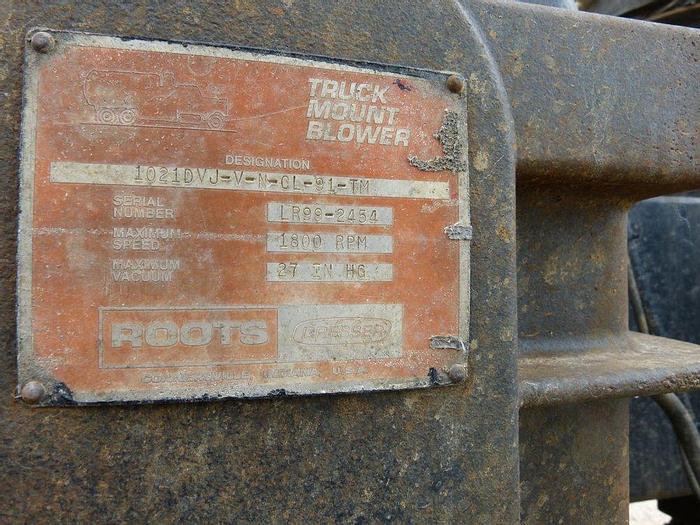 TRUCK
MOUNT
BLOWER
DESIGNATION
1021DVJ-V-N-CL-91-TM
SERIAL
NUMBER LR99-2454
MAXIMUM
SPEED 1800 RPM
MAXIMUM
VACUUM 27 IN HG
ROOTS DRESSER
CONNERSVILLE, INDIANA, U.S.A.